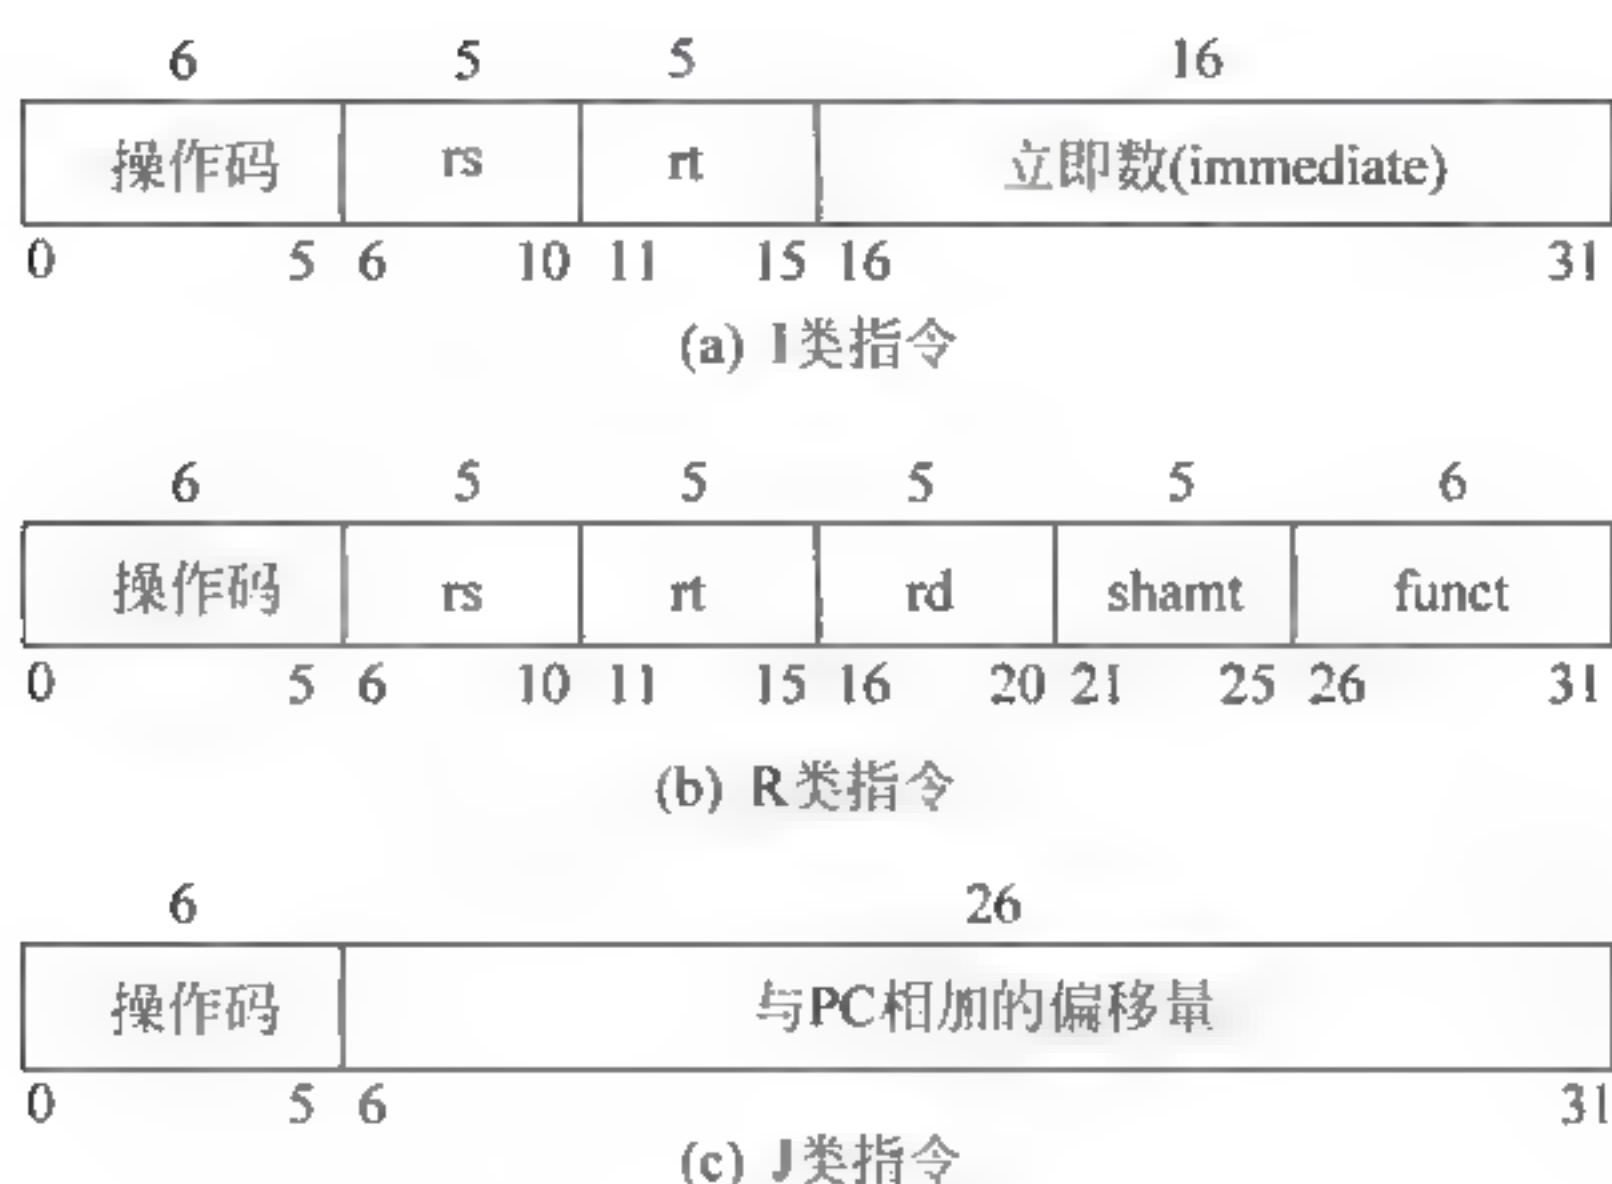 6 5 5 16
操作码 rs rt 立即数(immediate)
0 5 6 10 11 15 16 31
(a) I类指令
6 5 5 5 5 6
操作码 rs rt rd shamt funct
0 5 6 10 11 15 16 20 21 25 26 31
(b) R类指令
6 26
操作码 与PC相加的偏移量
0 5 6 31
(c) J类指令